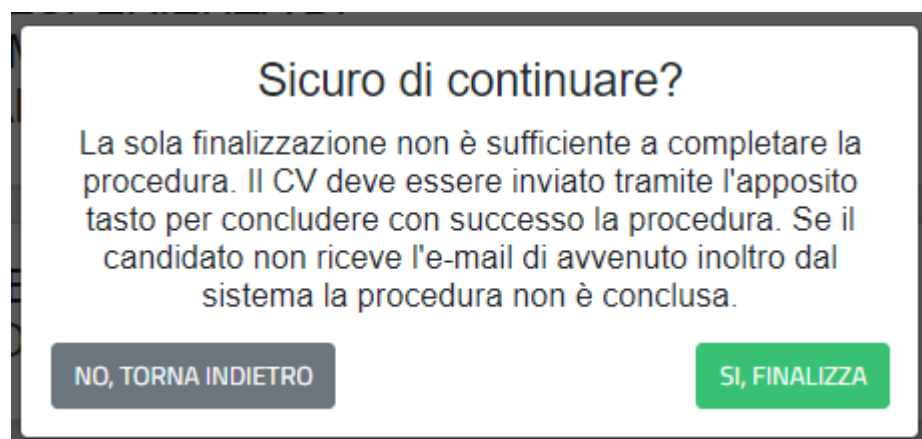 Sicuro di continuare?
La sola finalizzazione non è sufficiente a completare la
procedura. Il CV deve essere inviato tramite l'apposito
tasto per concludere con successo la procedura. Se il
candidato non riceve l'e-mail di avvenuto inoltro dal
sistema la procedura non è conclusa.
NO, TORNA INDIETRO
SI, FINALIZZA